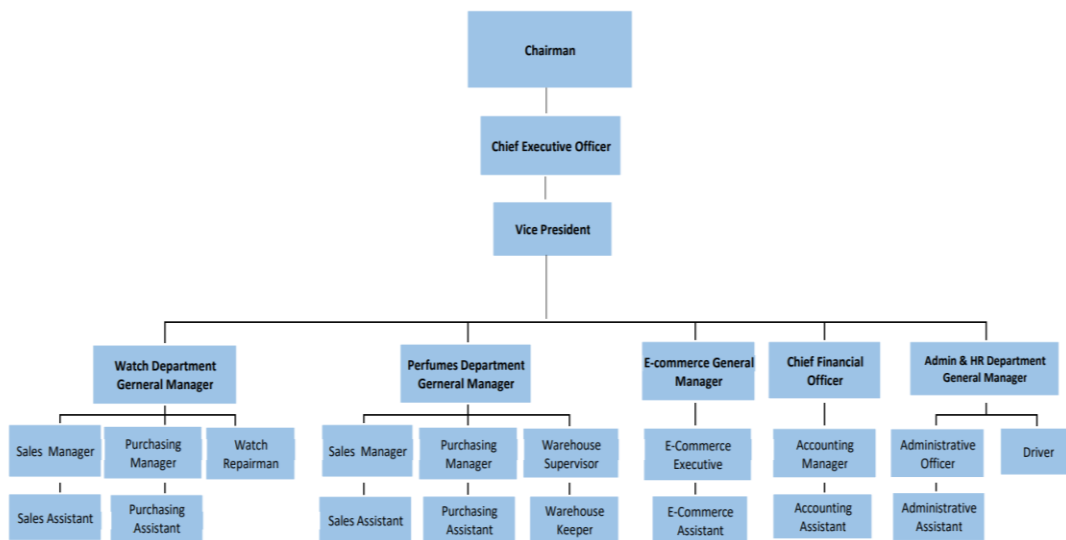 Chairman
Chief Executive Officer
Vice President
Watch Department
Gerneral Manager
Perfumes Department
Gerneral Manager
E-commerce General
Manager
Chief Financial
Officer
Admin & HR Department
General Manager
Sales Manager
Purchasing
Manager
Watch
Repairman
Sales Manager
Purchasing
Manager
Warehouse
Supervisor
E-Commerce
Executive
Accounting
Manager
Administrative
Officer
Driver
Sales Assistant
Purchasing
Assistant
Sales Assistant
Purchasing
Assistant
Warehouse
Keeper
E-Commerce
Assistant
Accounting
Assistant
Administrative
Assistant